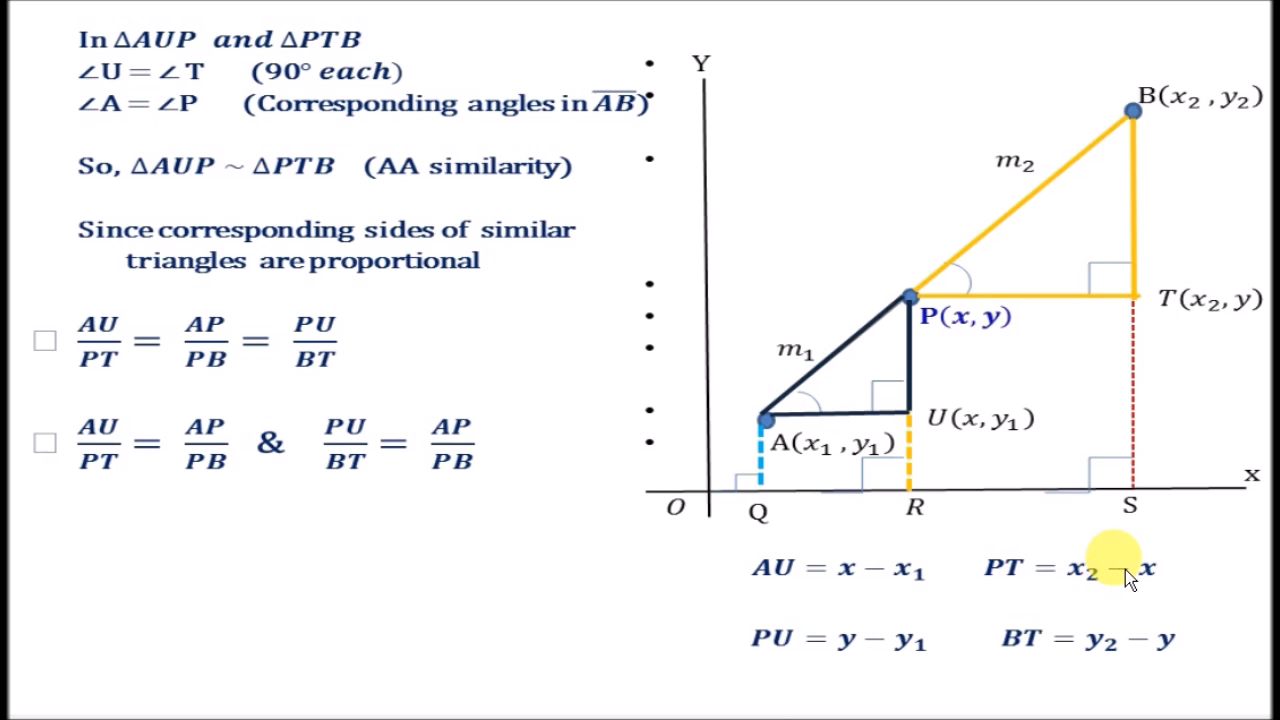 In ΔAUP and ΔPTB
∠U = ∠T (90° each)
∠A = ∠P (Corresponding angles in \overline{AB})
So, ΔAUP ~ ΔPTB (AA similarity)
Since corresponding sides of similar
triangles are proportional
AU/PT = AP/PB = PU/BT
AU/PT = AP/PB & PU/BT = AP/PB
Y
B(x₂ , y₂)
m₂
T(x₂, y)
P(x, y)
m₁
U(x, y₁)
A(x₁ , y₁)
x
O Q R S
AU = x − x₁ PT = x₂ − x
PU = y − y₁ BT = y₂ − y